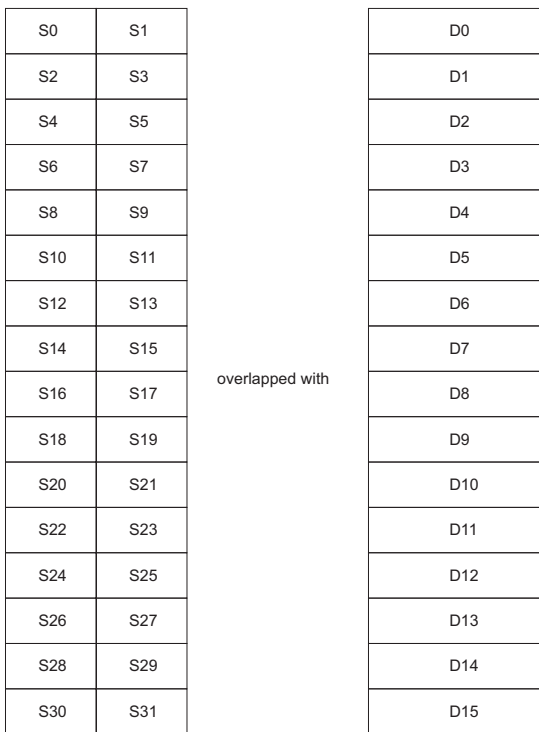 S0 S1 D0
S2 S3 D1
S4 S5 D2
S6 S7 D3
S8 S9 D4
S10 S11 D5
S12 S13 D6
S14 S15 D7
overlapped with
S16 S17 D8
S18 S19 D9
S20 S21 D10
S22 S23 D11
S24 S25 D12
S26 S27 D13
S28 S29 D14
S30 S31 D15